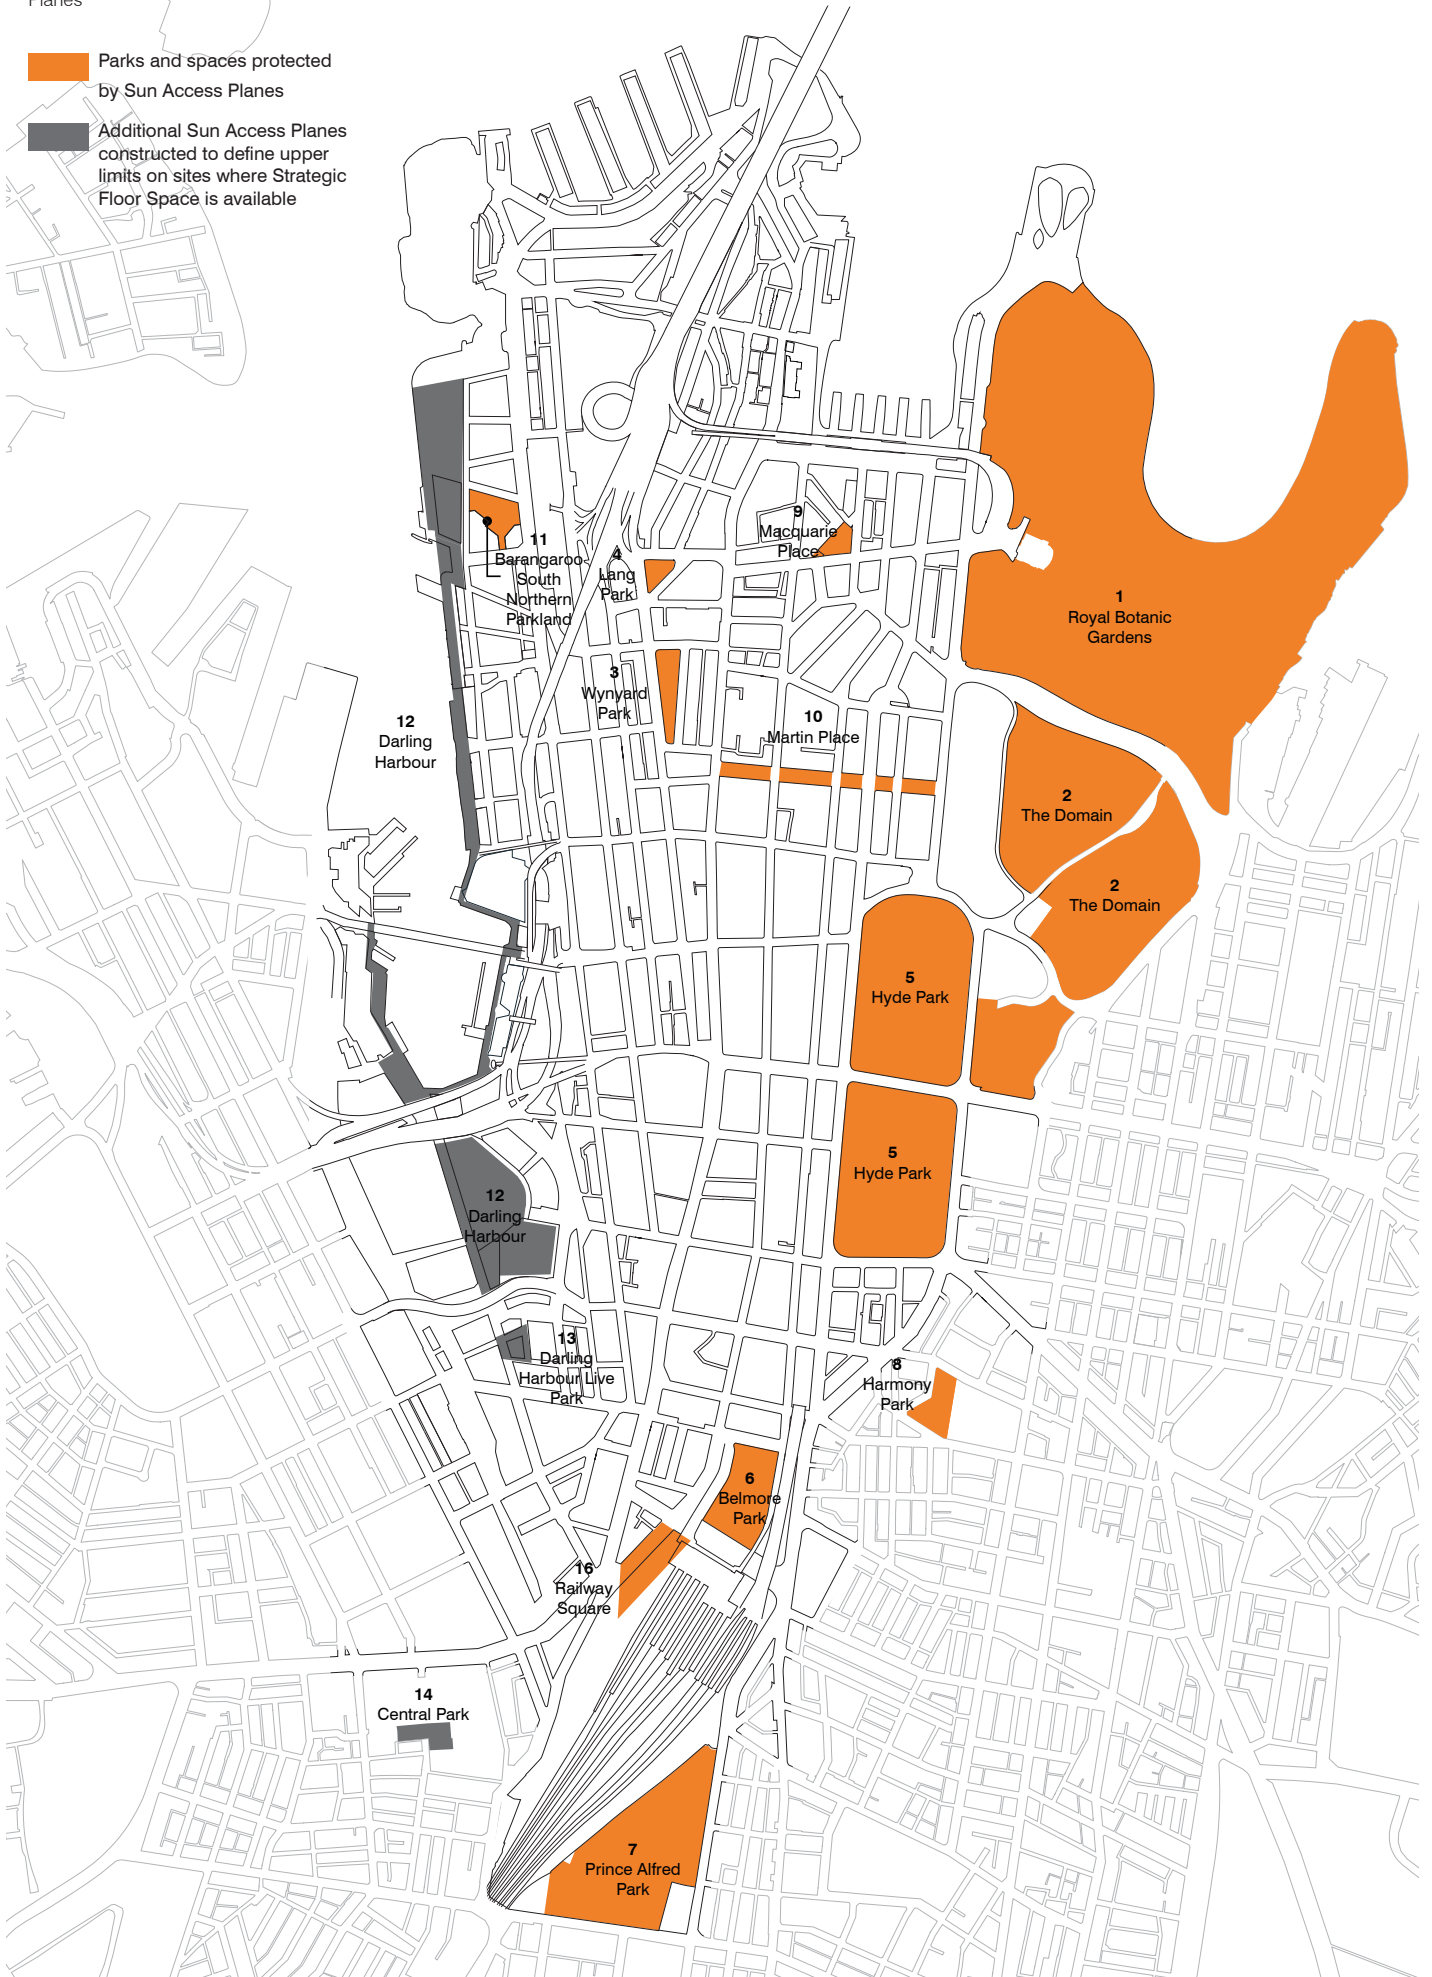 Planes
Parks and spaces protected
by Sun Access Planes
Additional Sun Access Planes
constructed to define upper
limits on sites where Strategic
Floor Space is available
9
Macquarie
Place
11
Barangaroo
South
Northern
Parkland
4
Lang
Park
1
Royal Botanic
Gardens
3
Wynyard
Park
12
Darling
Harbour
10
Martin Place
2
The Domain
2
The Domain
5
Hyde Park
5
Hyde Park
12
Darling
Harbour
13
Darling
Harbour Live
Park
8
Harmony
Park
6
Belmore
Park
16
Railway
Square
14
Central Park
7
Prince Alfred
Park